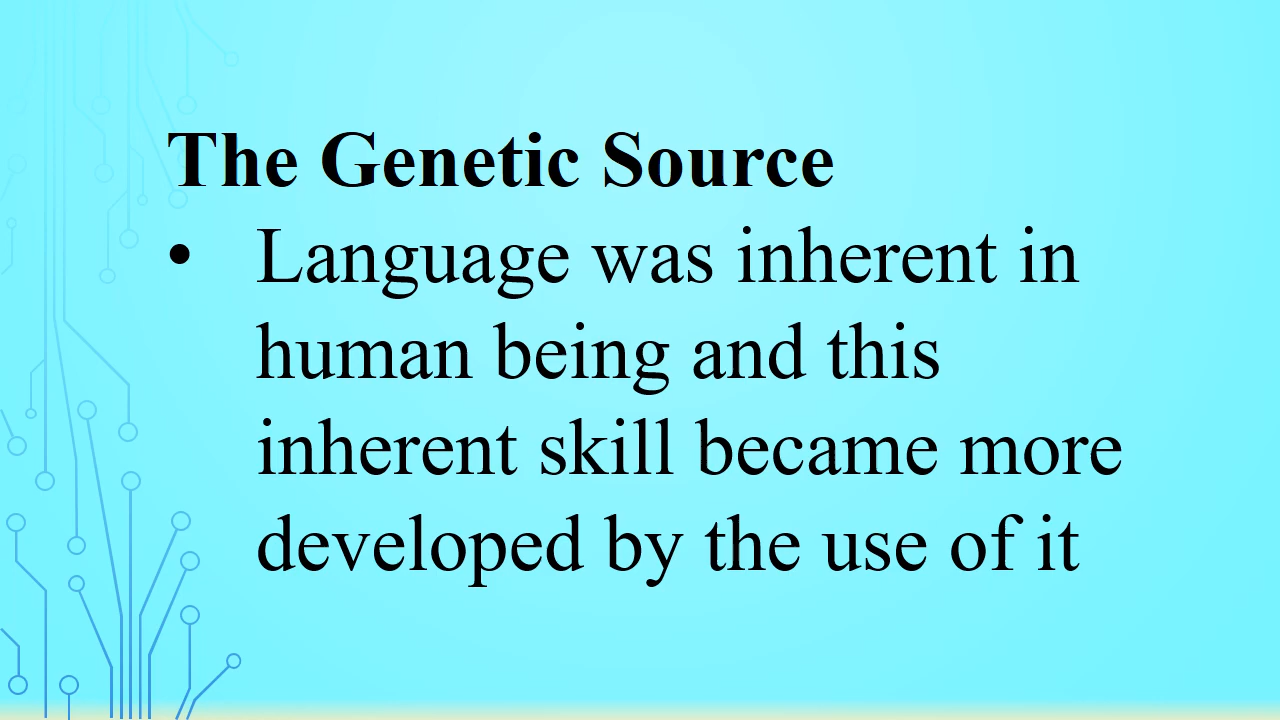 The Genetic Source
• Language was inherent in
human being and this
inherent skill became more
developed by the use of it